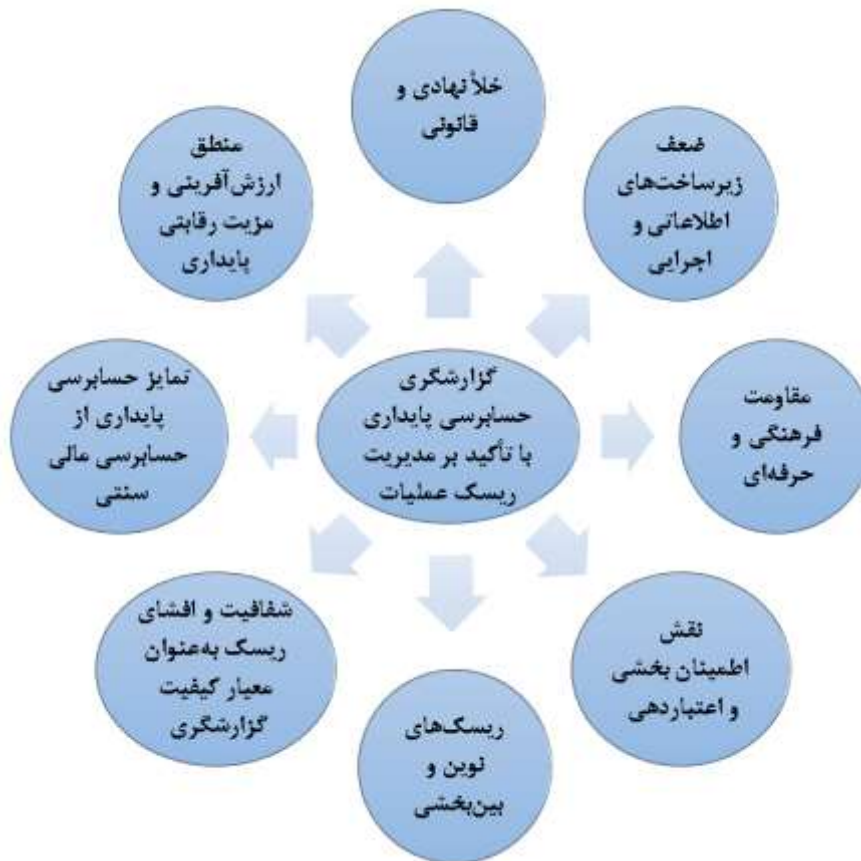 خلأ نهادی و
قانونی
ضعف
زیرساخت‌های
اطلاعاتی و
اجرایی
مقاومت
فرهنگی و
حرفه‌ای
نقش
اطمینان بخشی
و اعتباردهی
ریسک‌های
نوین و
بین‌بخشی
شفافیت و افشای
ریسک به‌عنوان
معیار کیفیت
گزارشگری
تمایز حسابرسی
پایداری از
حسابرسی مالی
سنتی
منطق
ارزش‌آفرینی و
مزیت رقابتی
پایداری
گزارشگری
حسابرسی پایداری
با تأکید بر مدیریت
ریسک عملیات